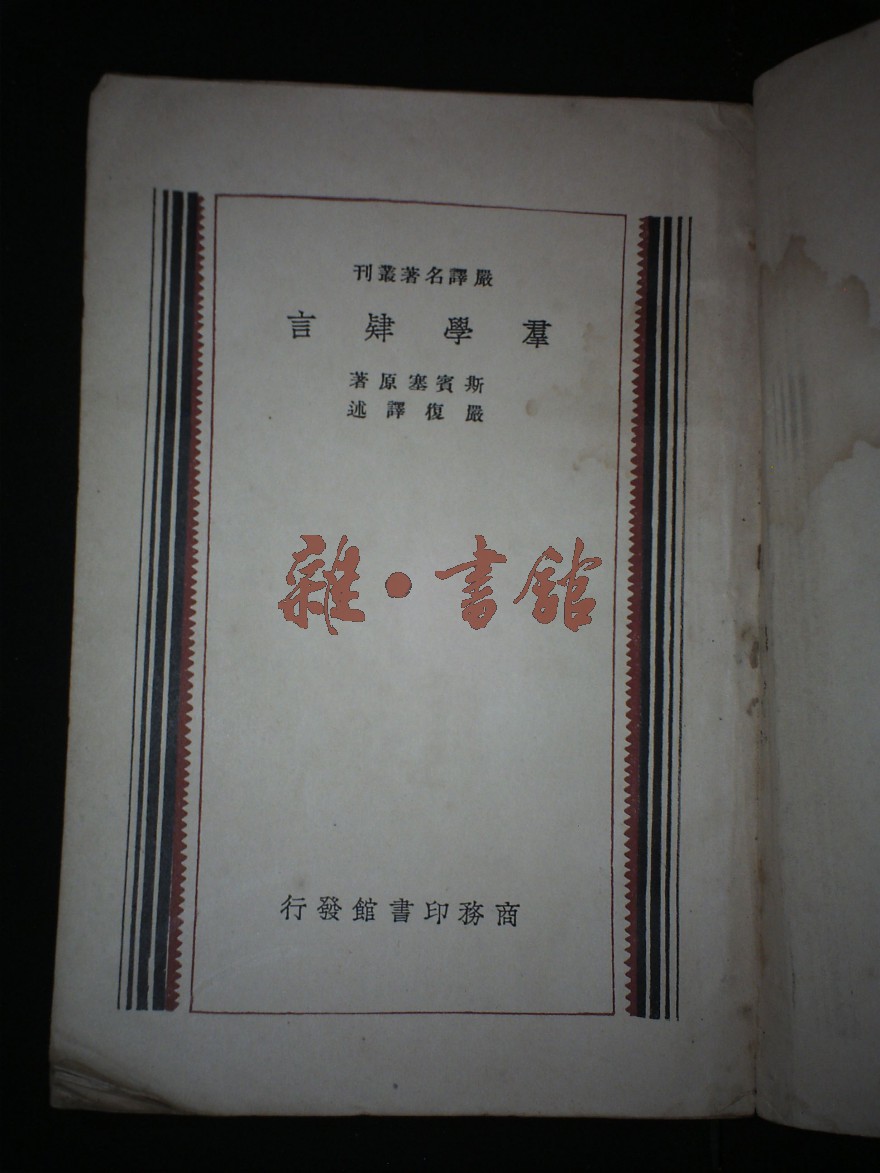 嚴譯名著叢刊
羣學肄言
斯賓塞原著
嚴復譯述
雜·書館
商務印書館發行